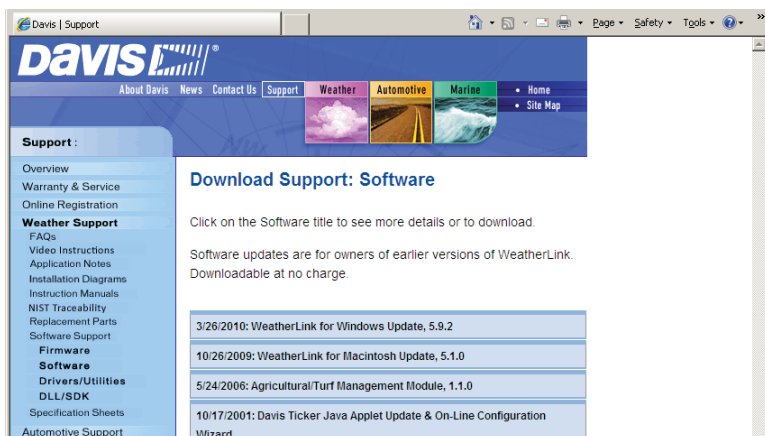 Davis | Support
Page
Safety
Tools
»
DAVIS ®
About Davis News Contact Us Support Weather Automotive Marine • Home
• Site Map
Support :
Overview
Warranty & Service
Online Registration
Weather Support
FAQs
Video Instructions
Application Notes
Installation Diagrams
Instruction Manuals
NIST Traceability
Replacement Parts
Software Support
Firmware
Software
Drivers/Utilities
DLL/SDK
Specification Sheets
Automotive Support
Download Support: Software
Click on the Software title to see more details or to download.
Software updates are for owners of earlier versions of WeatherLink.
Downloadable at no charge.
3/26/2010: WeatherLink for Windows Update, 5.9.2
10/26/2009: WeatherLink for Macintosh Update, 5.1.0
5/24/2006: Agricultural/Turf Management Module, 1.1.0
10/17/2001: Davis Ticker Java Applet Update & On-Line Configuration
Wizard